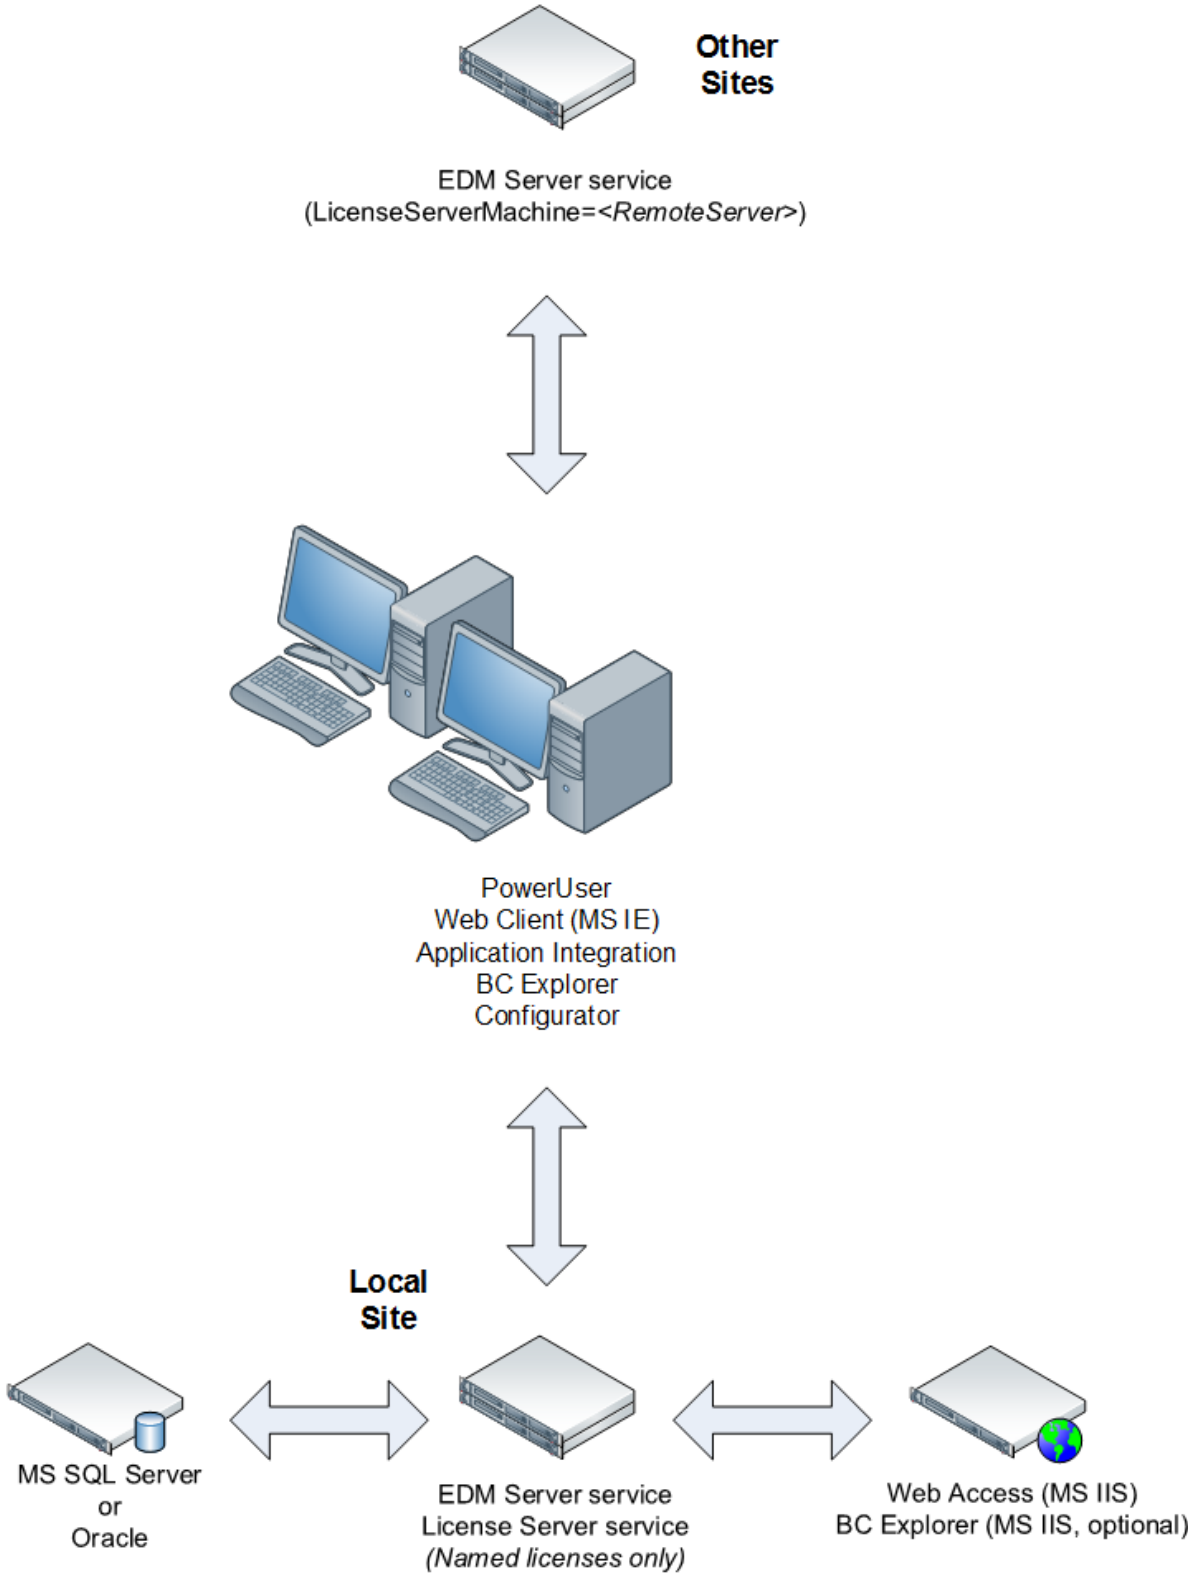 Other
Sites
EDM Server service
(LicenseServerMachine=<RemoteServer>)
PowerUser
Web Client (MS IE)
Application Integration
BC Explorer
Configurator
Local
Site
MS SQL Server
or
Oracle
EDM Server service
License Server service
(Named licenses only)
Web Access (MS IIS)
BC Explorer (MS IIS, optional)